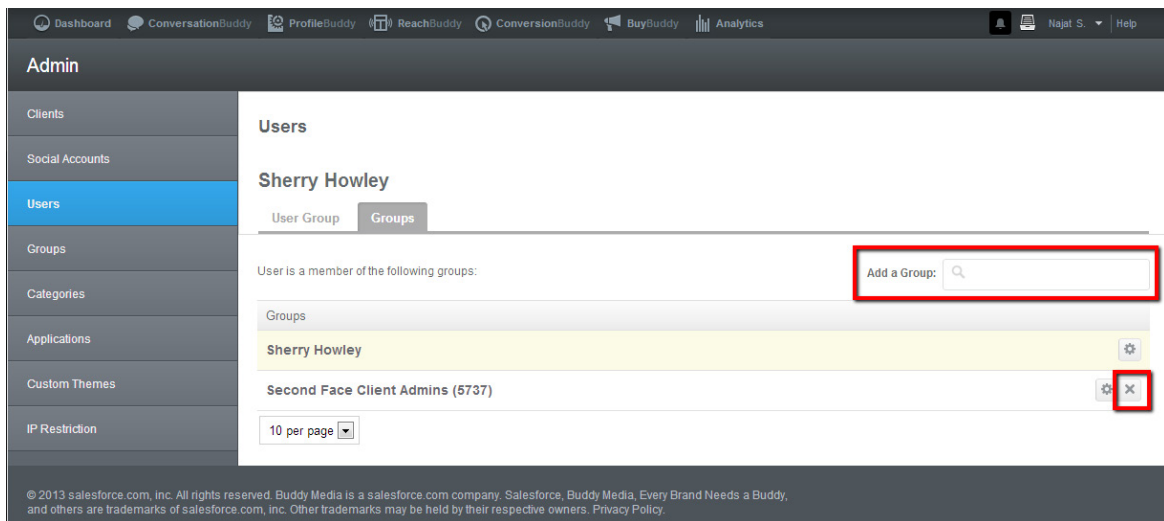 Dashboard ConversationBuddy ProfileBuddy ReachBuddy ConversionBuddy BuyBuddy Analytics Najat S. Help
Admin
Clients
Social Accounts
Users
Groups
Categories
Applications
Custom Themes
IP Restriction
Users
Sherry Howley
User Group Groups
User is a member of the following groups: Add a Group:
Groups
Sherry Howley
Second Face Client Admins (5737)
10 per page
© 2013 salesforce.com, inc. All rights reserved. Buddy Media is a salesforce.com company. Salesforce, Buddy Media, Every Brand Needs a Buddy,
and others are trademarks of salesforce.com, inc. Other trademarks may be held by their respective owners. Privacy Policy.